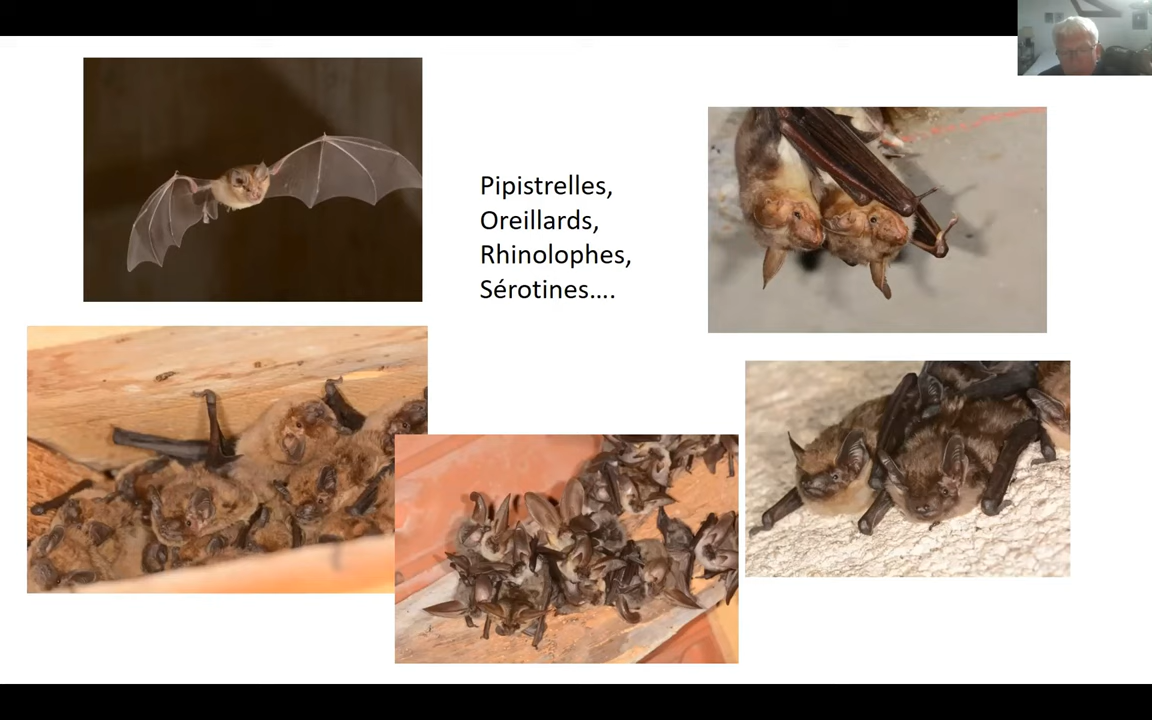 Pipistrelles,
Oreillards,
Rhinolophes,
Sérotines....